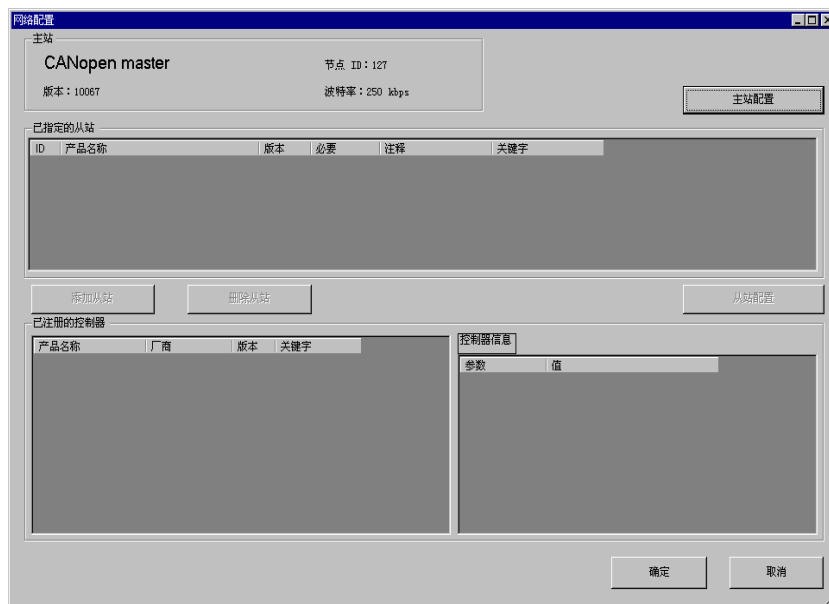 网络配置
主站
CANopen master
节点 ID：127
版本：10067
波特率：250 kbps
主站配置
已指定的从站
ID 产品名称 版本 必要 注释 关键字
添加从站 删除从站 从站配置
已注册的控制器
产品名称 厂商 版本 关键字
控制器信息
参数 值
确定 取消